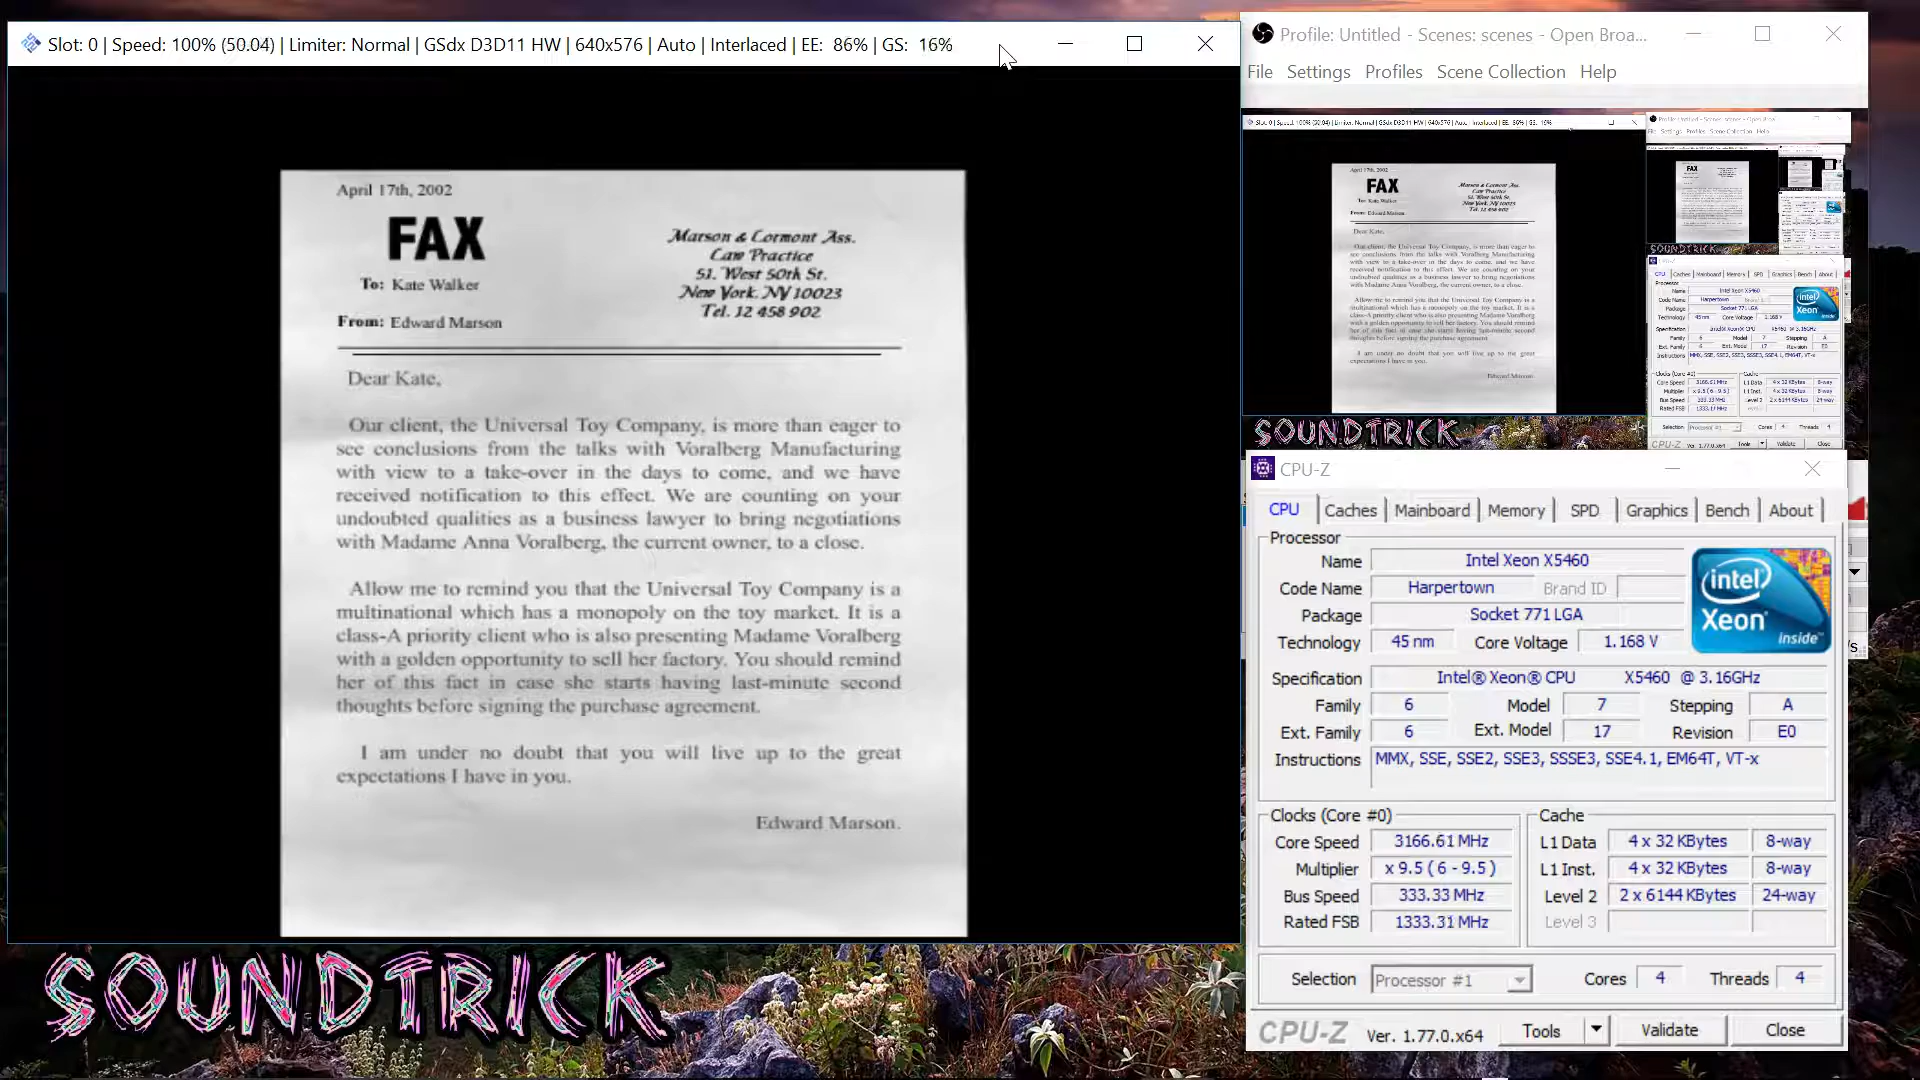 Slot: 0 | Speed: 100% (50.04) | Limiter: Normal | GSdx D3D11 HW | 640x576 | Auto | Interlaced | EE: 86% | GS: 16%
April 17th, 2002
FAX
To: Kate Walker
From: Edward Marson
Marson & Lormont Ass.
Law Practice
51. West 50th St.
New York. NY 10023
Tel. 12 458 902
Dear Kate,
Our client, the Universal Toy Company, is more than eager to
see conclusions from the talks with Voralberg Manufacturing
with view to a take-over in the days to come, and we have
received notification to this effect. We are counting on your
undoubted qualities as a business lawyer to bring negotiations
with Madame Anna Voralberg, the current owner, to a close.
Allow me to remind you that the Universal Toy Company is a
multinational which has a monopoly on the toy market. It is a
class-A priority client who is also presenting Madame Voralberg
with a golden opportunity to sell her factory. You should remind
her of this fact in case she starts having last-minute second
thoughts before signing the purchase agreement.
I am under no doubt that you will live up to the great
expectations I have in you.
Edward Marson.
SOUNDTRICK
Profile: Untitled - Scenes: scenes - Open Broa...
File Settings Profiles Scene Collection Help
SOUNDTRICK
CPU-Z
CPU Caches Mainboard Memory SPD Graphics Bench About
Processor
Name Intel Xeon X5460
Code Name Harpertown Brand ID
Package Socket 771 LGA
Technology 45 nm Core Voltage 1.168 V
intel Xeon inside™
Specification Intel® Xeon® CPU X5460 @ 3.16GHz
Family 6 Model 7 Stepping A
Ext. Family 6 Ext. Model 17 Revision E0
Instructions MMX, SSE, SSE2, SSE3, SSSE3, SSE4.1, EM64T, VT-x
Clocks (Core #0)
Core Speed 3166.61 MHz
Multiplier x 9.5 ( 6 - 9.5 )
Bus Speed 333.33 MHz
Rated FSB 1333.31 MHz
Cache
L1 Data 4 x 32 KBytes 8-way
L1 Inst. 4 x 32 KBytes 8-way
Level 2 2 x 6144 KBytes 24-way
Level 3
Selection Processor #1 Cores 4 Threads 4
CPU-Z Ver. 1.77.0.x64 Tools Validate Close